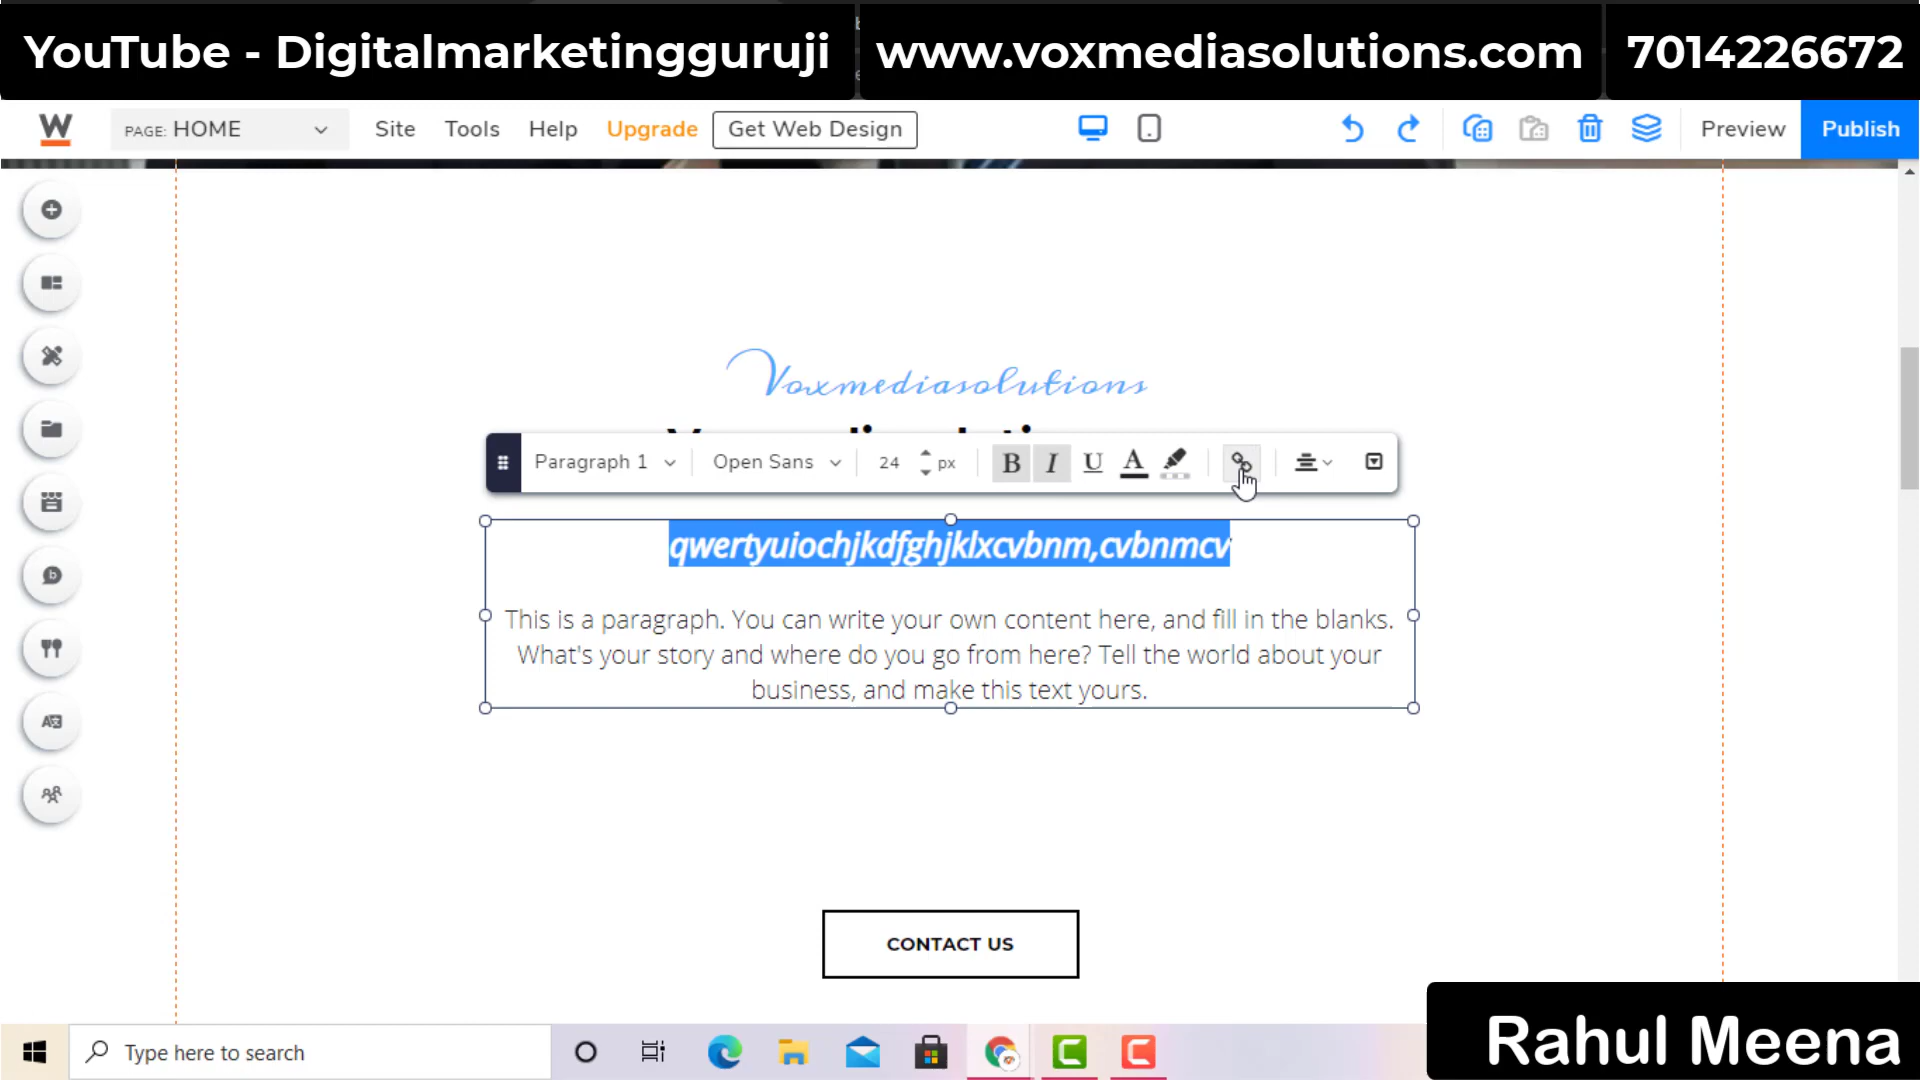 YouTube - Digitalmarketingguruji www.voxmediasolutions.com 7014226672
W PAGE: HOME Site Tools Help Upgrade Get Web Design Preview Publish
Voxmediasolutions
Paragraph 1 Open Sans 24 px B I U A
qwertyuiochjkdfghjklxcvbnm,cvbnmcv
This is a paragraph. You can write your own content here, and fill in the blanks.
What's your story and where do you go from here? Tell the world about your
business, and make this text yours.
CONTACT US
Type here to search
Rahul Meena